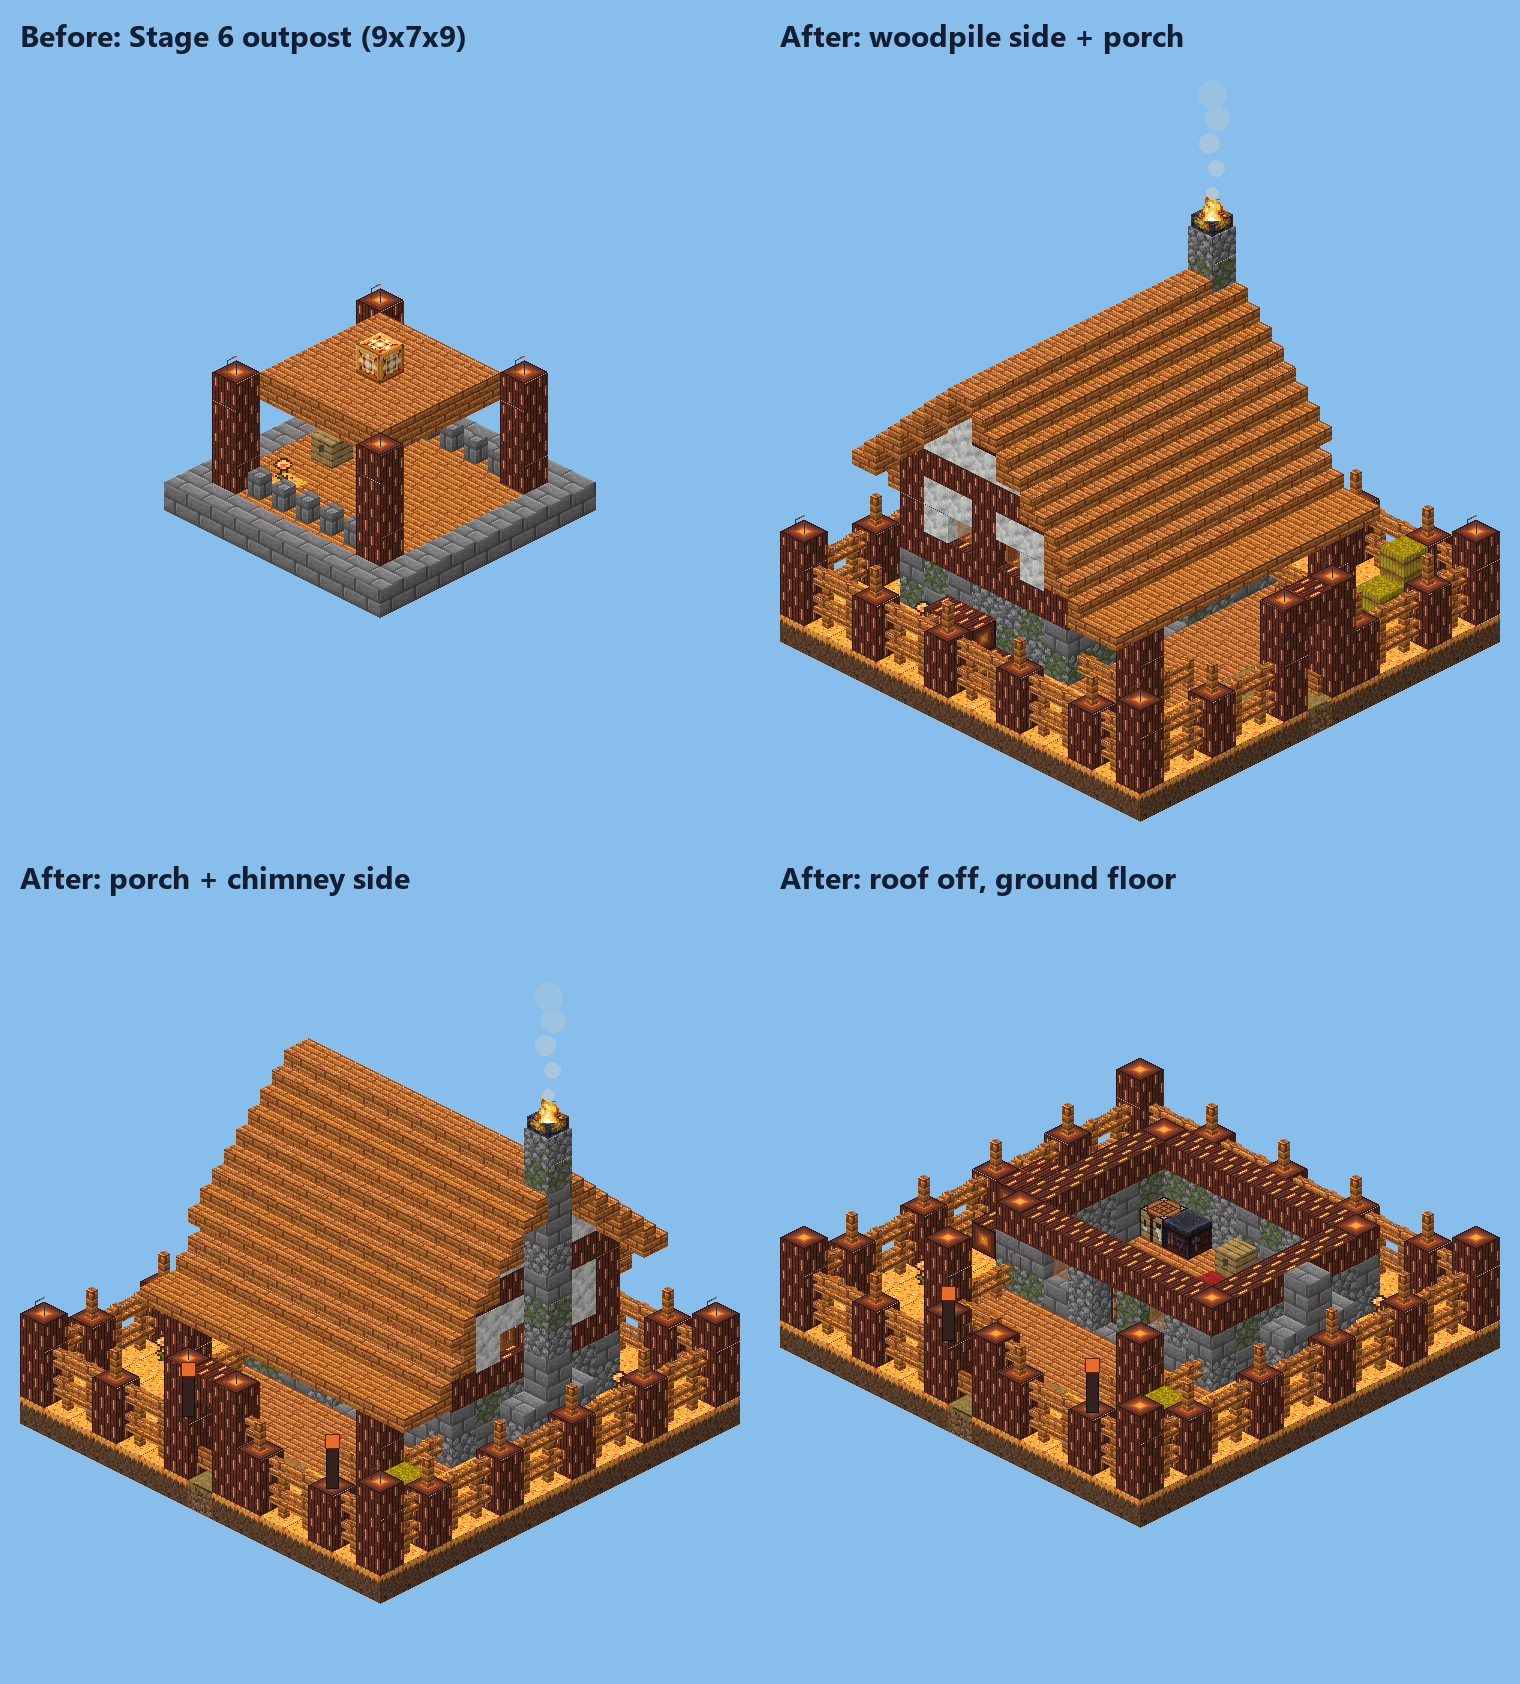 Before: Stage 6 outpost (9x7x9)
After: woodpile side + porch
After: porch + chimney side
After: roof off, ground floor